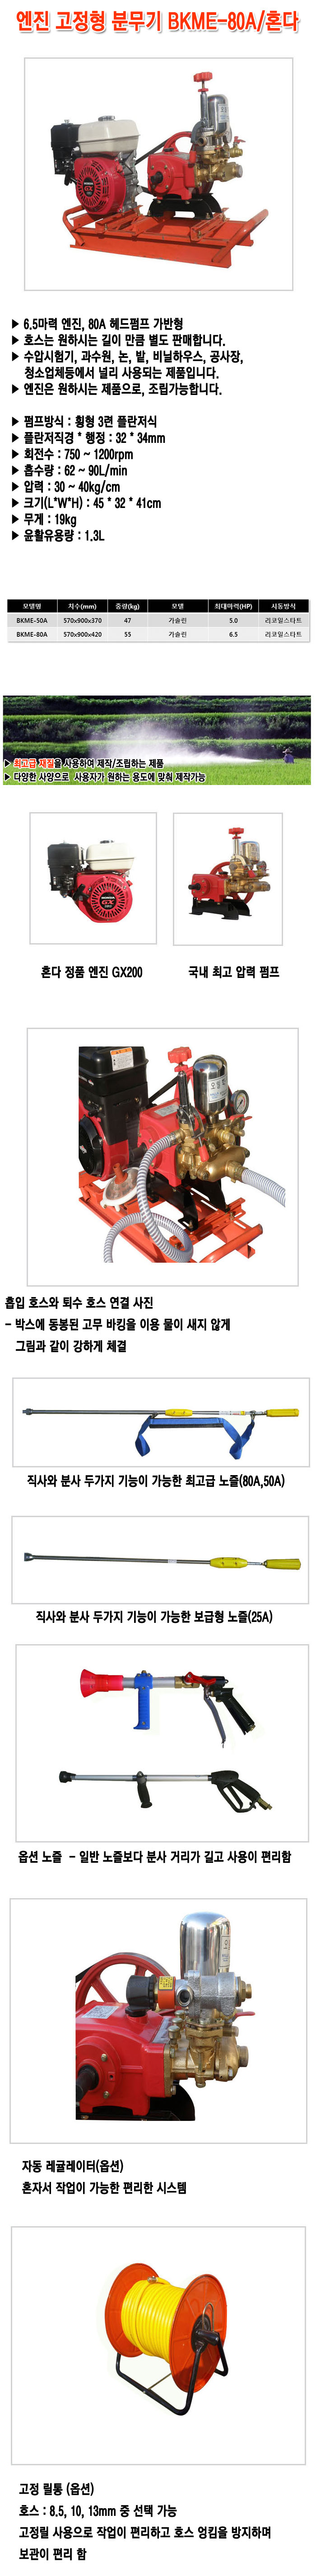 엔진 고정형 분무기 BKME-80A/혼다
▶ 6.5마력 엔진, 80A 헤드펌프 가반형
▶ 호스는 원하시는 길이 만큼 별도 판매합니다.
▶ 수압시험기, 과수원, 논, 밭, 비닐하우스, 공사장,
청소업체등에서 널리 사용되는 제품입니다.
▶ 엔진은 원하시는 제품으로, 조립가능합니다.
▶ 펌프방식 : 횡형 3련 플란저식
▶ 플란저직경 * 행정 : 32 * 34mm
▶ 회전수 : 750 ~ 1200rpm
▶ 흡수량 : 62 ~ 90L/min
▶ 압력 : 30 ~ 40kg/cm
▶ 크기(L*W*H) : 45 * 32 * 41cm
▶ 무게 : 19kg
▶ 윤활유용량 : 1.3L
모델명 치수(mm) 중량(kg) 모델 최대마력(HP) 시동방식
BKME-50A 570x900x370 47 가솔린 5.0 리코일스타트
BKME-80A 570x900x420 55 가솔린 6.5 리코일스타트
▶ 최고급 재질을 사용하여 제작/조립하는 제품
▶ 다양한 사양으로 사용자가 원하는 용도에 맞춰 제작가능
혼다 정품 엔진 GX200
국내 최고 압력 펌프
흡입 호스와 퇴수 호스 연결 사진
- 박스에 동봉된 고무 바킹을 이용 물이 새지 않게
그림과 같이 강하게 체결
직사와 분사 두가지 기능이 가능한 최고급 노즐(80A,50A)
직사와 분사 두가지 기능이 가능한 보급형 노즐(25A)
옵션 노즐 - 일반 노즐보다 분사 거리가 길고 사용이 편리함
자동 레귤레이터(옵션)
혼자서 작업이 가능한 편리한 시스템
고정 릴통 (옵션)
호스 : 8.5, 10, 13mm 중 선택 가능
고정릴 사용으로 작업이 편리하고 호스 엉킴을 방지하며
보관이 편리 함